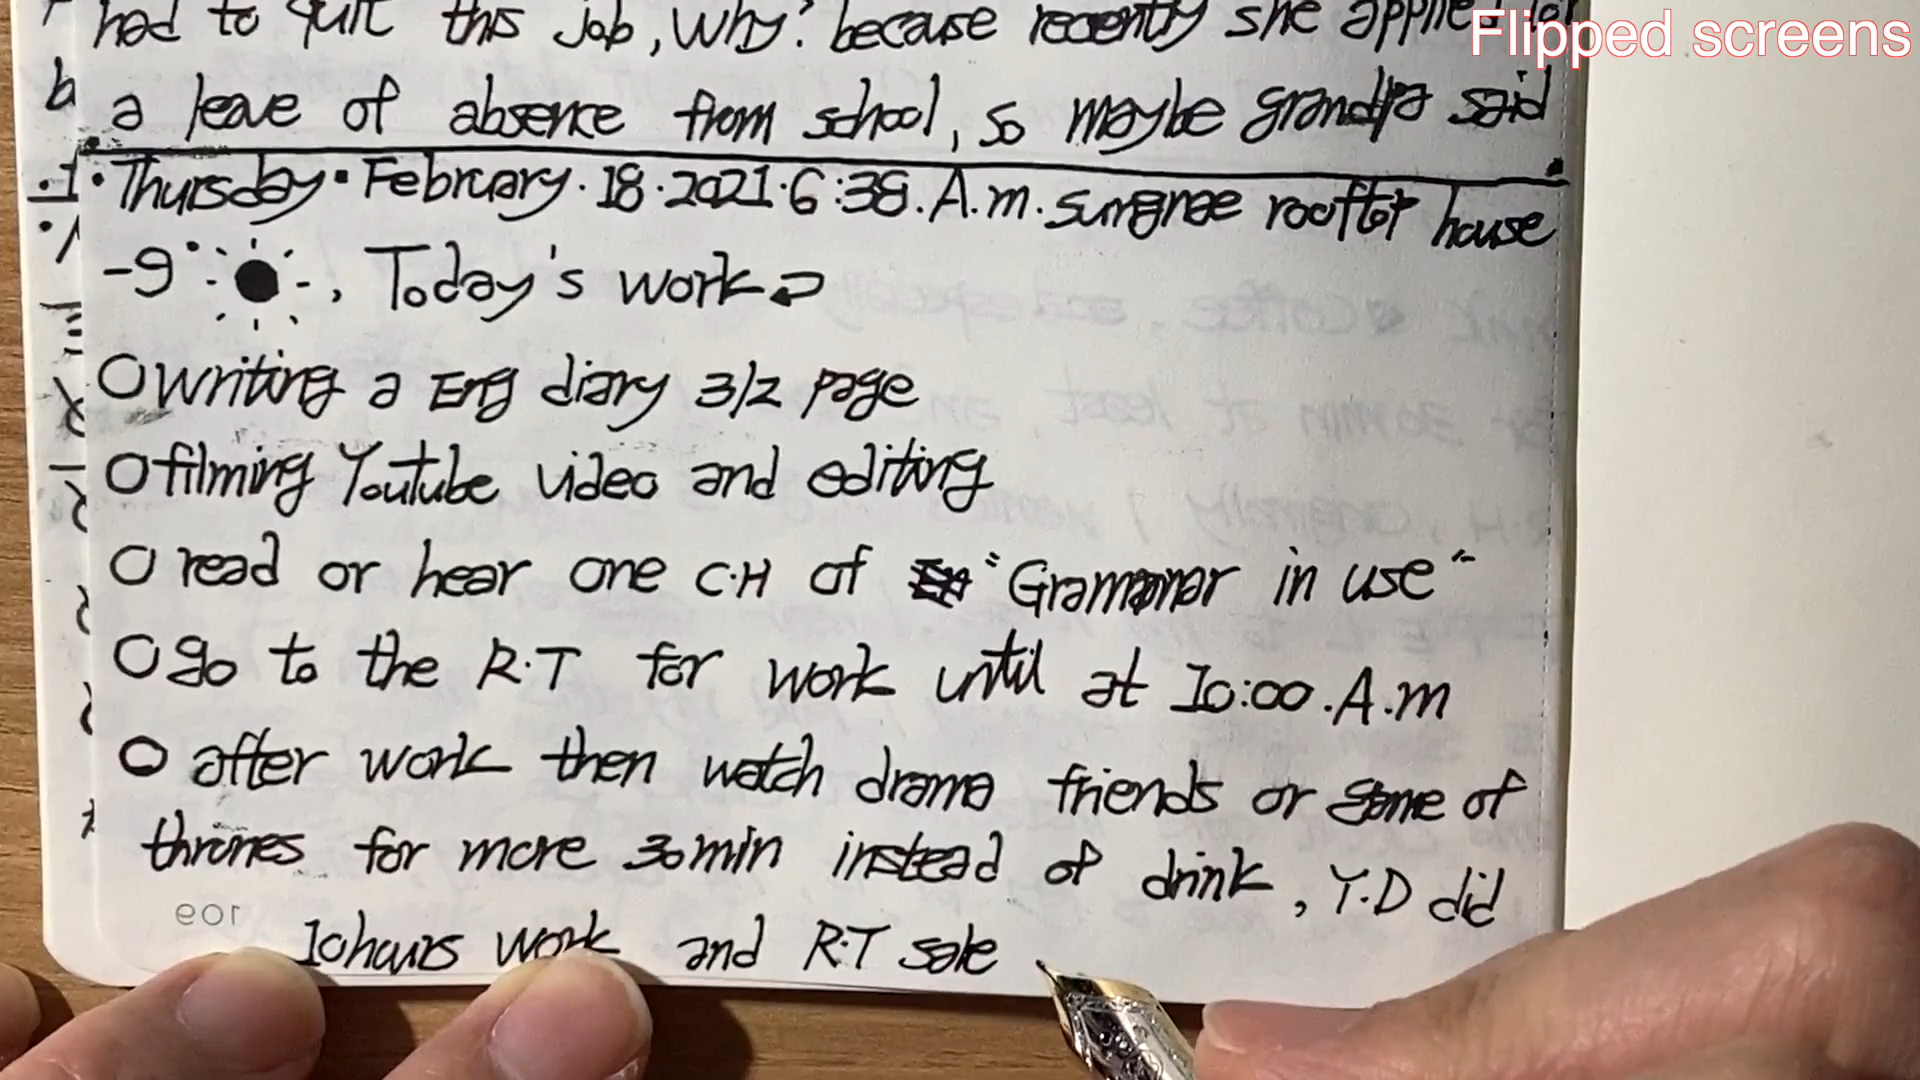 Flipped screens
had to quit this job, why? because recently she applied for
a leave of absence from school, so maybe grandpa said
• Thursday • February • 18 • 2021 • 6:38. A.m. sungnae rooftop house
-9° , Today's work
○ writing a Eng diary 3/2 page
○ filming Youtube video and editing
○ read or hear one C.H of "Grammar in use"
○ go to the R.T for work until at 10:00.A.m
○ after work then watch drama friends or game of
thrones for more 30min instead of drink, Y.D did
10hours work and R.T sale
109